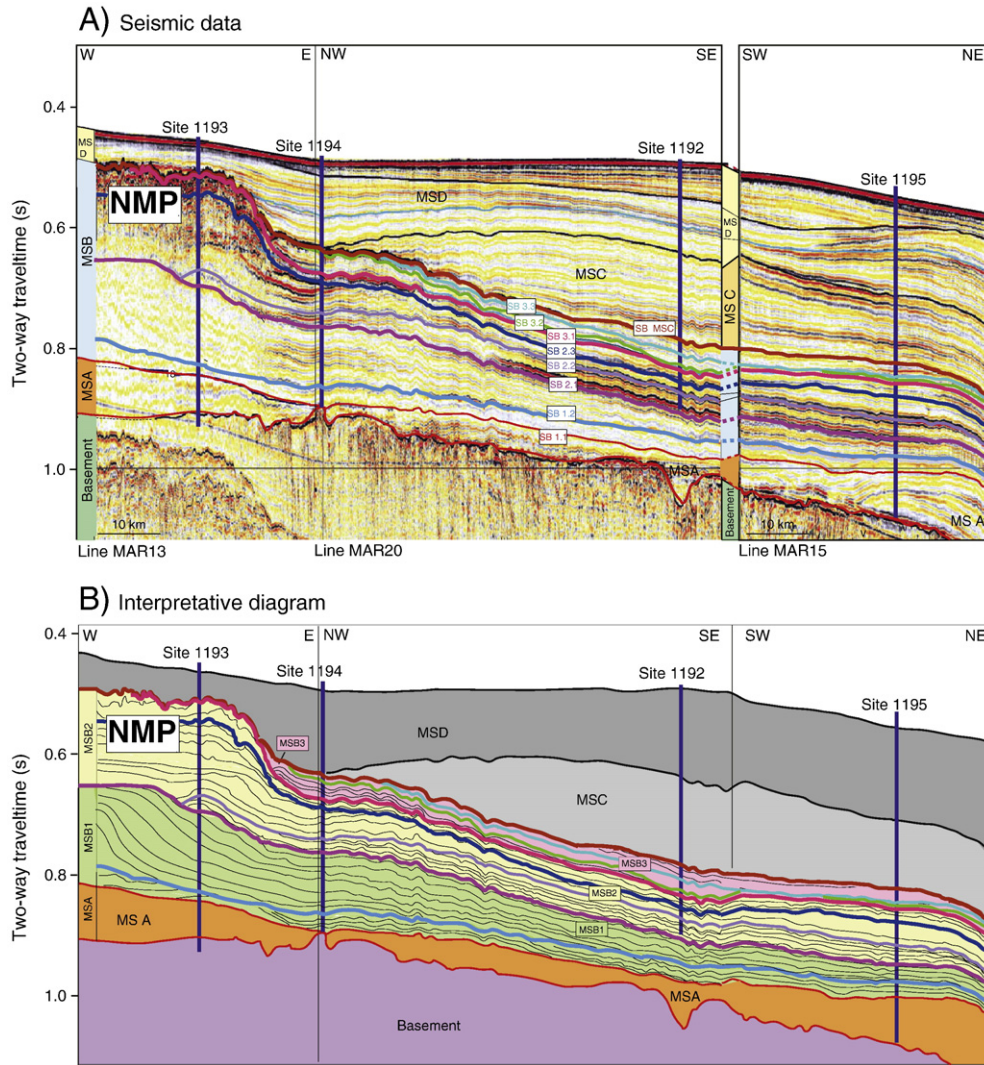 A) Seismic data
W
E
NW
SE
SW
NE
Two-way traveltime (s)
0.4
0.6
0.8
1.0
Site 1193
Site 1194
Site 1192
Site 1195
MS
D
MSB
MSA
Basement
NMP
MSD
MSC
SB 3.3
SB 3.2
SB 3.1
SB MSC
SB 2.3
SB 2.2
SB 2.1
SB 1.2
SB 1.1
MSA
MS
D
MS C
Basement
MS A
10 km
10 km
Line MAR13
Line MAR20
Line MAR15
B) Interpretative diagram
W
E
NW
SE
SW
NE
Two-way traveltime (s)
0.4
0.6
0.8
1.0
Site 1193
Site 1194
Site 1192
Site 1195
MSB2
MSB1
MSA
NMP
MSB3
MSD
MSC
MSB3
MSB2
MSB1
MS A
MSA
Basement